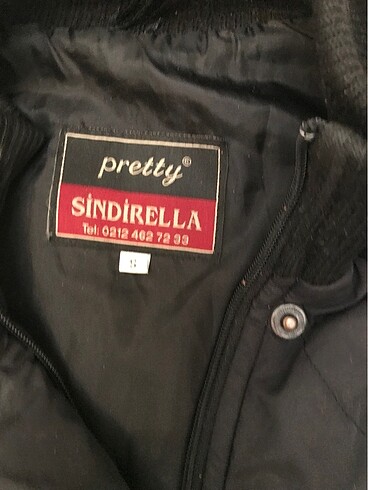 pretty®
SİNDİRELLA
Tel: 0212 462 72 33
S